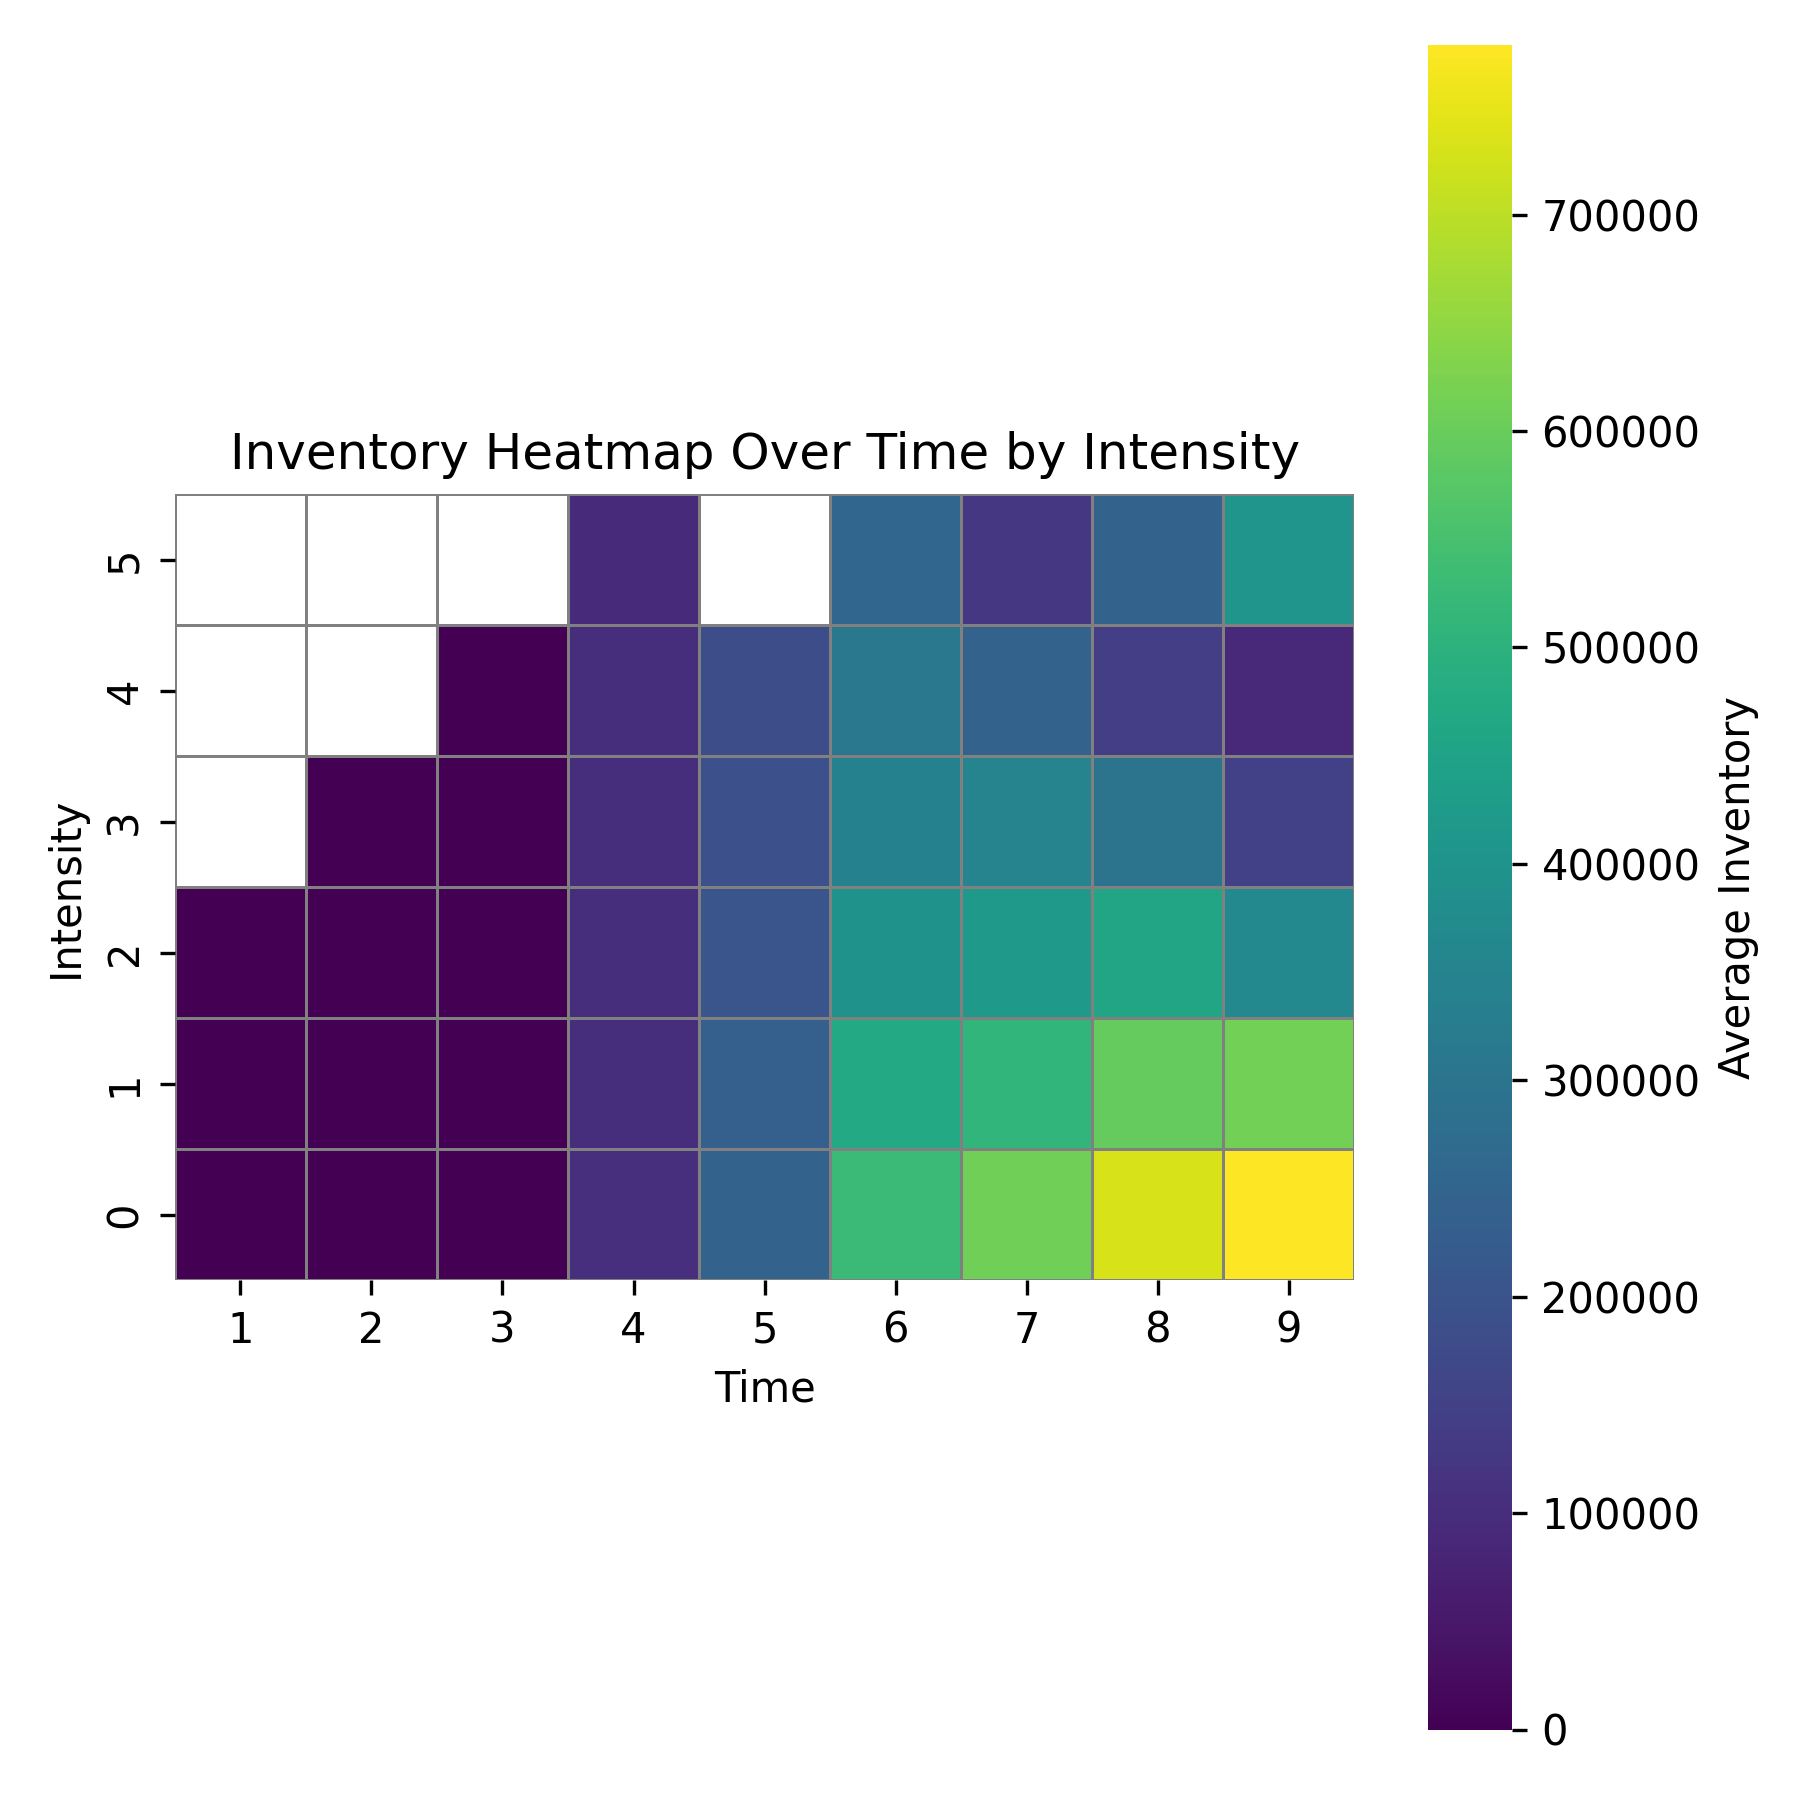 Inventory Heatmap Over Time by Intensity
Intensity
5
4
3
2
1
0
1 2 3 4 5 6 7 8 9
Time
700000
600000
500000
400000
300000
200000
100000
0
Average Inventory